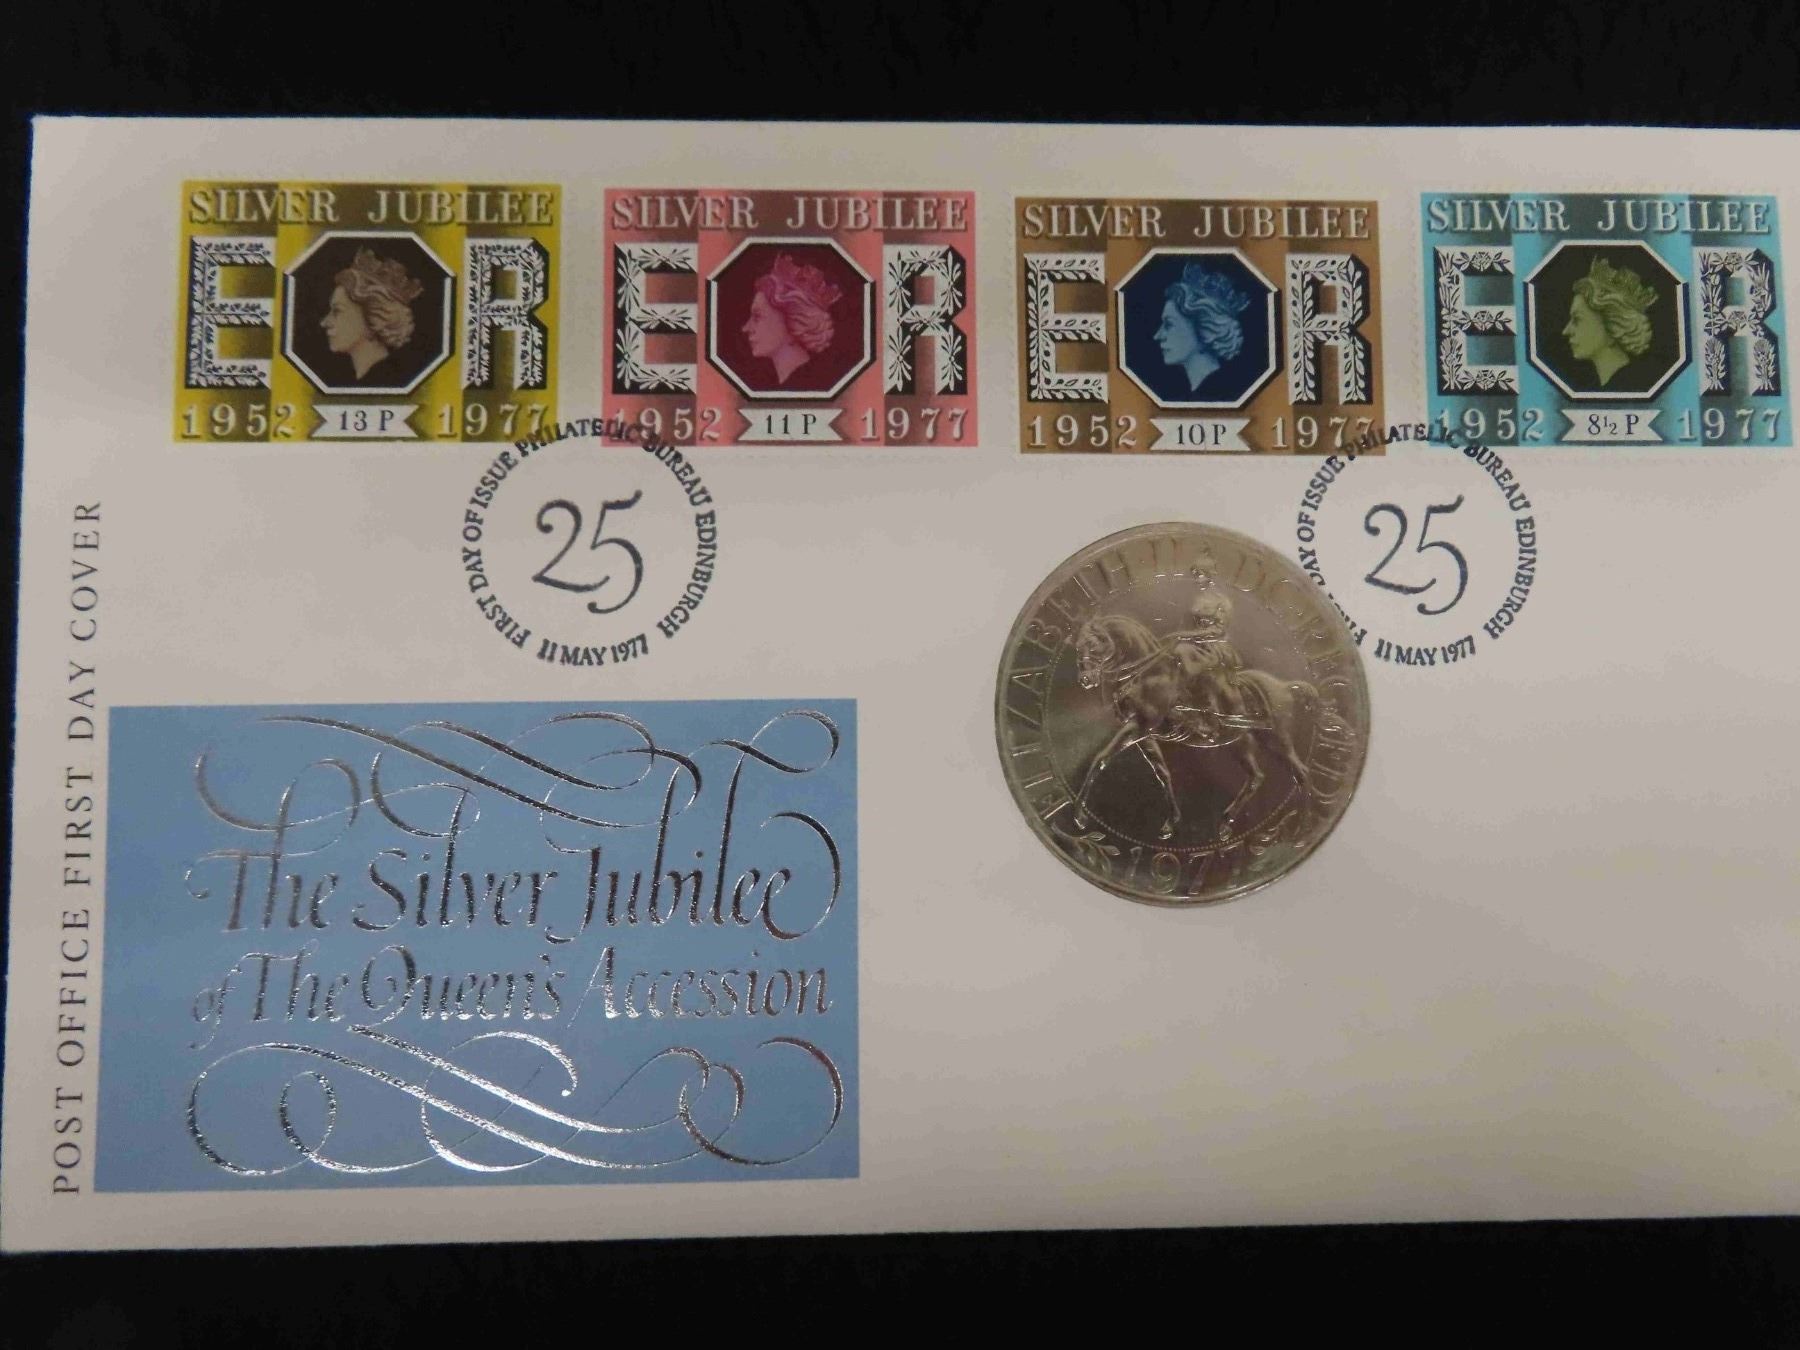 SILVER JUBILEE
E R
1952 13 P 1977
SILVER JUBILEE
E R
1952 11 P 1977
SILVER JUBILEE
E R
1952 10 P 1977
SILVER JUBILEE
E R
1952 8½ P 1977
FIRST DAY OF ISSUE PHILATELIC BUREAU EDINBURGH
25
11 MAY 1977
FIRST DAY OF ISSUE PHILATELIC BUREAU EDINBURGH
25
11 MAY 1977
ELIZABETH·II D·G REG F·D
1977
POST OFFICE FIRST DAY COVER
The Silver Jubilee
of The Queen's Accession